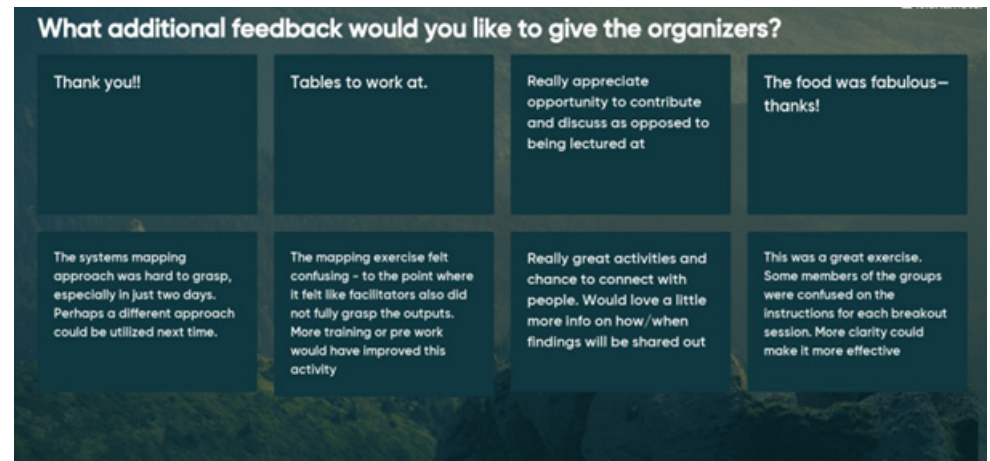 What additional feedback would you like to give the organizers?
Thank you!!
Tables to work at.
Really appreciate
opportunity to contribute
and discuss as opposed to
being lectured at
The food was fabulous—
thanks!
The systems mapping
approach was hard to grasp,
especially in just two days.
Perhaps a different approach
could be utilized next time.
The mapping exercise felt
confusing - to the point where
it felt like facilitators also did
not fully grasp the outputs.
More training or pre work
would have improved this
activity
Really great activities and
chance to connect with
people. Would love a little
more info on how/when
findings will be shared out
This was a great exercise.
Some members of the groups
were confused on the
instructions for each breakout
session. More clarity could
make it more effective